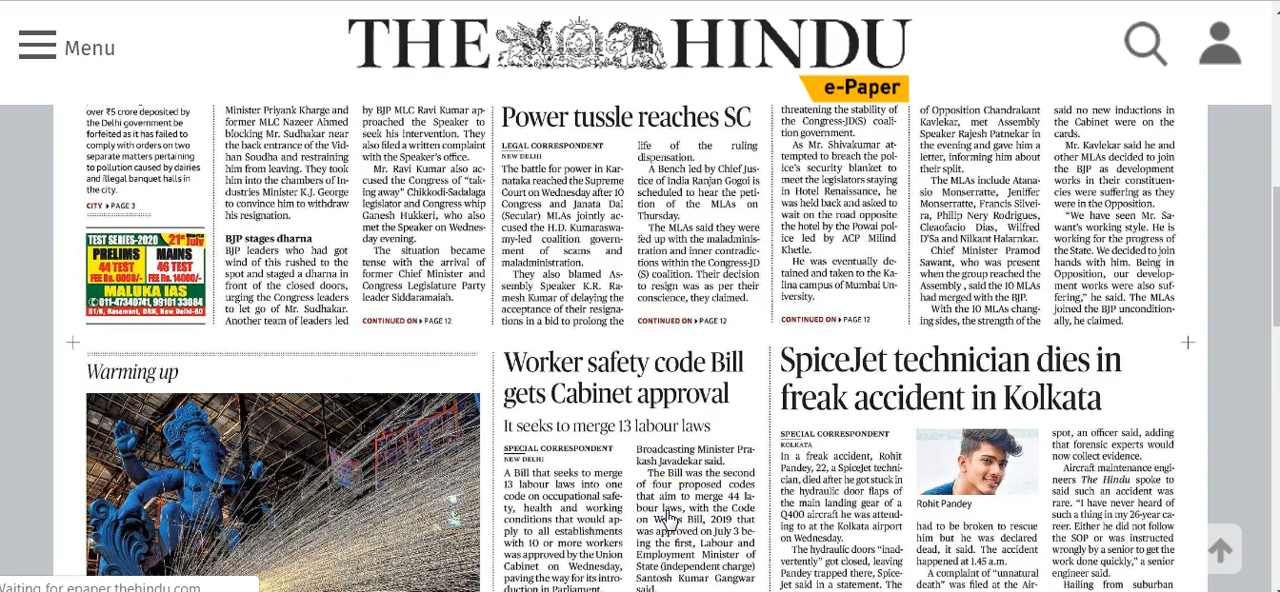 Menu
THE HINDU
e-Paper
over ₹5 crore deposited by
the Delhi government be
forfeited as it has failed to
comply with orders on two
separate matters pertaining
to pollution caused by dairies
and illegal banquet halls in
the city.
CITY ▸ PAGE 3
TEST SERIES-2020 21st July
PRELIMS MAINS
44 TEST 46 TEST
FEE Rs. 6000/- FEE Rs. 14000/-
MALUKA IAS
011-47340741, 99101 33084
51/6, Basement, ORN, New Delhi-60
Minister Priyank Kharge and
former MLC Nazeer Ahmed
blocking Mr. Sudhakar near
the back entrance of the Vid-
han Soudha and restraining
him from leaving. They took
him into the chambers of In-
dustries Minister K.J. George
to convince him to withdraw
his resignation.
BJP stages dharna
BJP leaders who had got
wind of this rushed to the
spot and staged a dharna in
front of the closed doors,
urging the Congress leaders
to let go of Mr. Sudhakar.
Another team of leaders led
by BJP MLC Ravi Kumar ap-
proached the Speaker to
seek his intervention. They
also filed a written complaint
with the Speaker's office.
Mr. Ravi Kumar also ac-
cused the Congress of "tak-
ing away" Chikkodi-Sadalaga
legislator and Congress whip
Ganesh Hukkeri, who also
met the Speaker on Wednes-
day evening.
The situation became
tense with the arrival of
former Chief Minister and
Congress Legislature Party
leader Siddaramaiah.
CONTINUED ON ▸ PAGE 12
Power tussle reaches SC
LEGAL CORRESPONDENT
NEW DELHI
The battle for power in Kar-
nataka reached the Supreme
Court on Wednesday after 10
Congress and Janata Dal
(Secular) MLAs jointly ac-
cused the H.D. Kumaraswa-
my-led coalition govern-
ment of scams and
maladministration.
They also blamed As-
sembly Speaker K.R. Ra-
mesh Kumar of delaying the
acceptance of their resigna-
tions in a bid to prolong the
life of the ruling
dispensation.
A Bench led by Chief Jus-
tice of India Ranjan Gogoi is
scheduled to hear the peti-
tion of the MLAs on
Thursday.
The MLAs said they were
fed up with the maladminis-
tration and inner contradic-
tions within the Congress-JD
(S) coalition. Their decision
to resign was as per their
conscience, they claimed.
CONTINUED ON ▸ PAGE 12
threatening the stability of
the Congress-JD(S) coali-
tion government.
As Mr. Shivakumar at-
tempted to breach the pol-
ice's security blanket to
meet the legislators staying
in Hotel Renaissance, he
was held back and asked to
wait on the road opposite
the hotel by the Powai pol-
ice led by ACP Milind
Khetle.
He was eventually de-
tained and taken to the Ka-
lina campus of Mumbai Un-
iversity.
CONTINUED ON ▸ PAGE 12
of Opposition Chandrakant
Kavlekar, met Assembly
Speaker Rajesh Patnekar in
the evening and gave him a
letter, informing him about
their split.
The MLAs include Atana-
sio Monserratte, Jeniffer
Monserratte, Francis Silvei-
ra, Philip Nery Rodrigues,
Cleaofacio Dias, Wilfred
D'Sa and Nilkant Halarnkar.
Chief Minister Pramod
Sawant, who was present
when the group reached the
Assembly , said the 10 MLAs
had merged with the BJP.
With the 10 MLAs chang-
ing sides, the strength of the
said no new inductions in
the Cabinet were on the
cards.
Mr. Kavlekar said he and
other MLAs decided to join
the BJP as development
works in their constituen-
cies were suffering as they
were in the Opposition.
"We have seen Mr. Sa-
want's working style. He is
working for the progress of
the State. We decided to join
hands with him. Being in
Opposition, our develop-
ment works were also suf-
fering," he said. The MLAs
joined the BJP uncondition-
ally, he claimed.
Warming up
Worker safety code Bill
gets Cabinet approval
It seeks to merge 13 labour laws
SPECIAL CORRESPONDENT
NEW DELHI
A Bill that seeks to merge
13 labour laws into one
code on occupational safe-
ty, health and working
conditions that would ap-
ply to all establishments
with 10 or more workers
was approved by the Union
Cabinet on Wednesday,
paving the way for its intro-
duction in Parliament.
Broadcasting Minister Pra-
kash Javadekar said.
The Bill was the second
of four proposed codes
that aim to merge 44 la-
bour laws, with the Code
on Bill, 2019 that
was approved on July 3 be-
ing the first, Labour and
Employment Minister of
State (independent charge)
Santosh Kumar Gangwar
said.
SpiceJet technician dies in
freak accident in Kolkata
SPECIAL CORRESPONDENT
KOLKATA
In a freak accident, Rohit
Pandey, 22, a SpiceJet techni-
cian, died after he got stuck in
the hydraulic door flaps of
the main landing gear of a
Q400 aircraft he was attend-
ing to at the Kolkata airport
on Wednesday.
The hydraulic doors "inad-
vertently" got closed, leaving
Pandey trapped there, Spice-
Jet said in a statement. The
Rohit Pandey
had to be broken to rescue
him but he was declared
dead, it said. The accident
happened at 1.45 a.m.
A complaint of "unnatural
death" was filed at the Air-
spot, an officer said, adding
that forensic experts would
now collect evidence.
Aircraft maintenance engi-
neers The Hindu spoke to
said such an accident was
rare. "I have never heard of
such a thing in my 26-year ca-
reer. Either he did not follow
the SOP or was instructed
wrongly by a senior to get the
work done quickly," a senior
engineer said.
Hailing from suburban
Waiting for epaper.thehindu.com